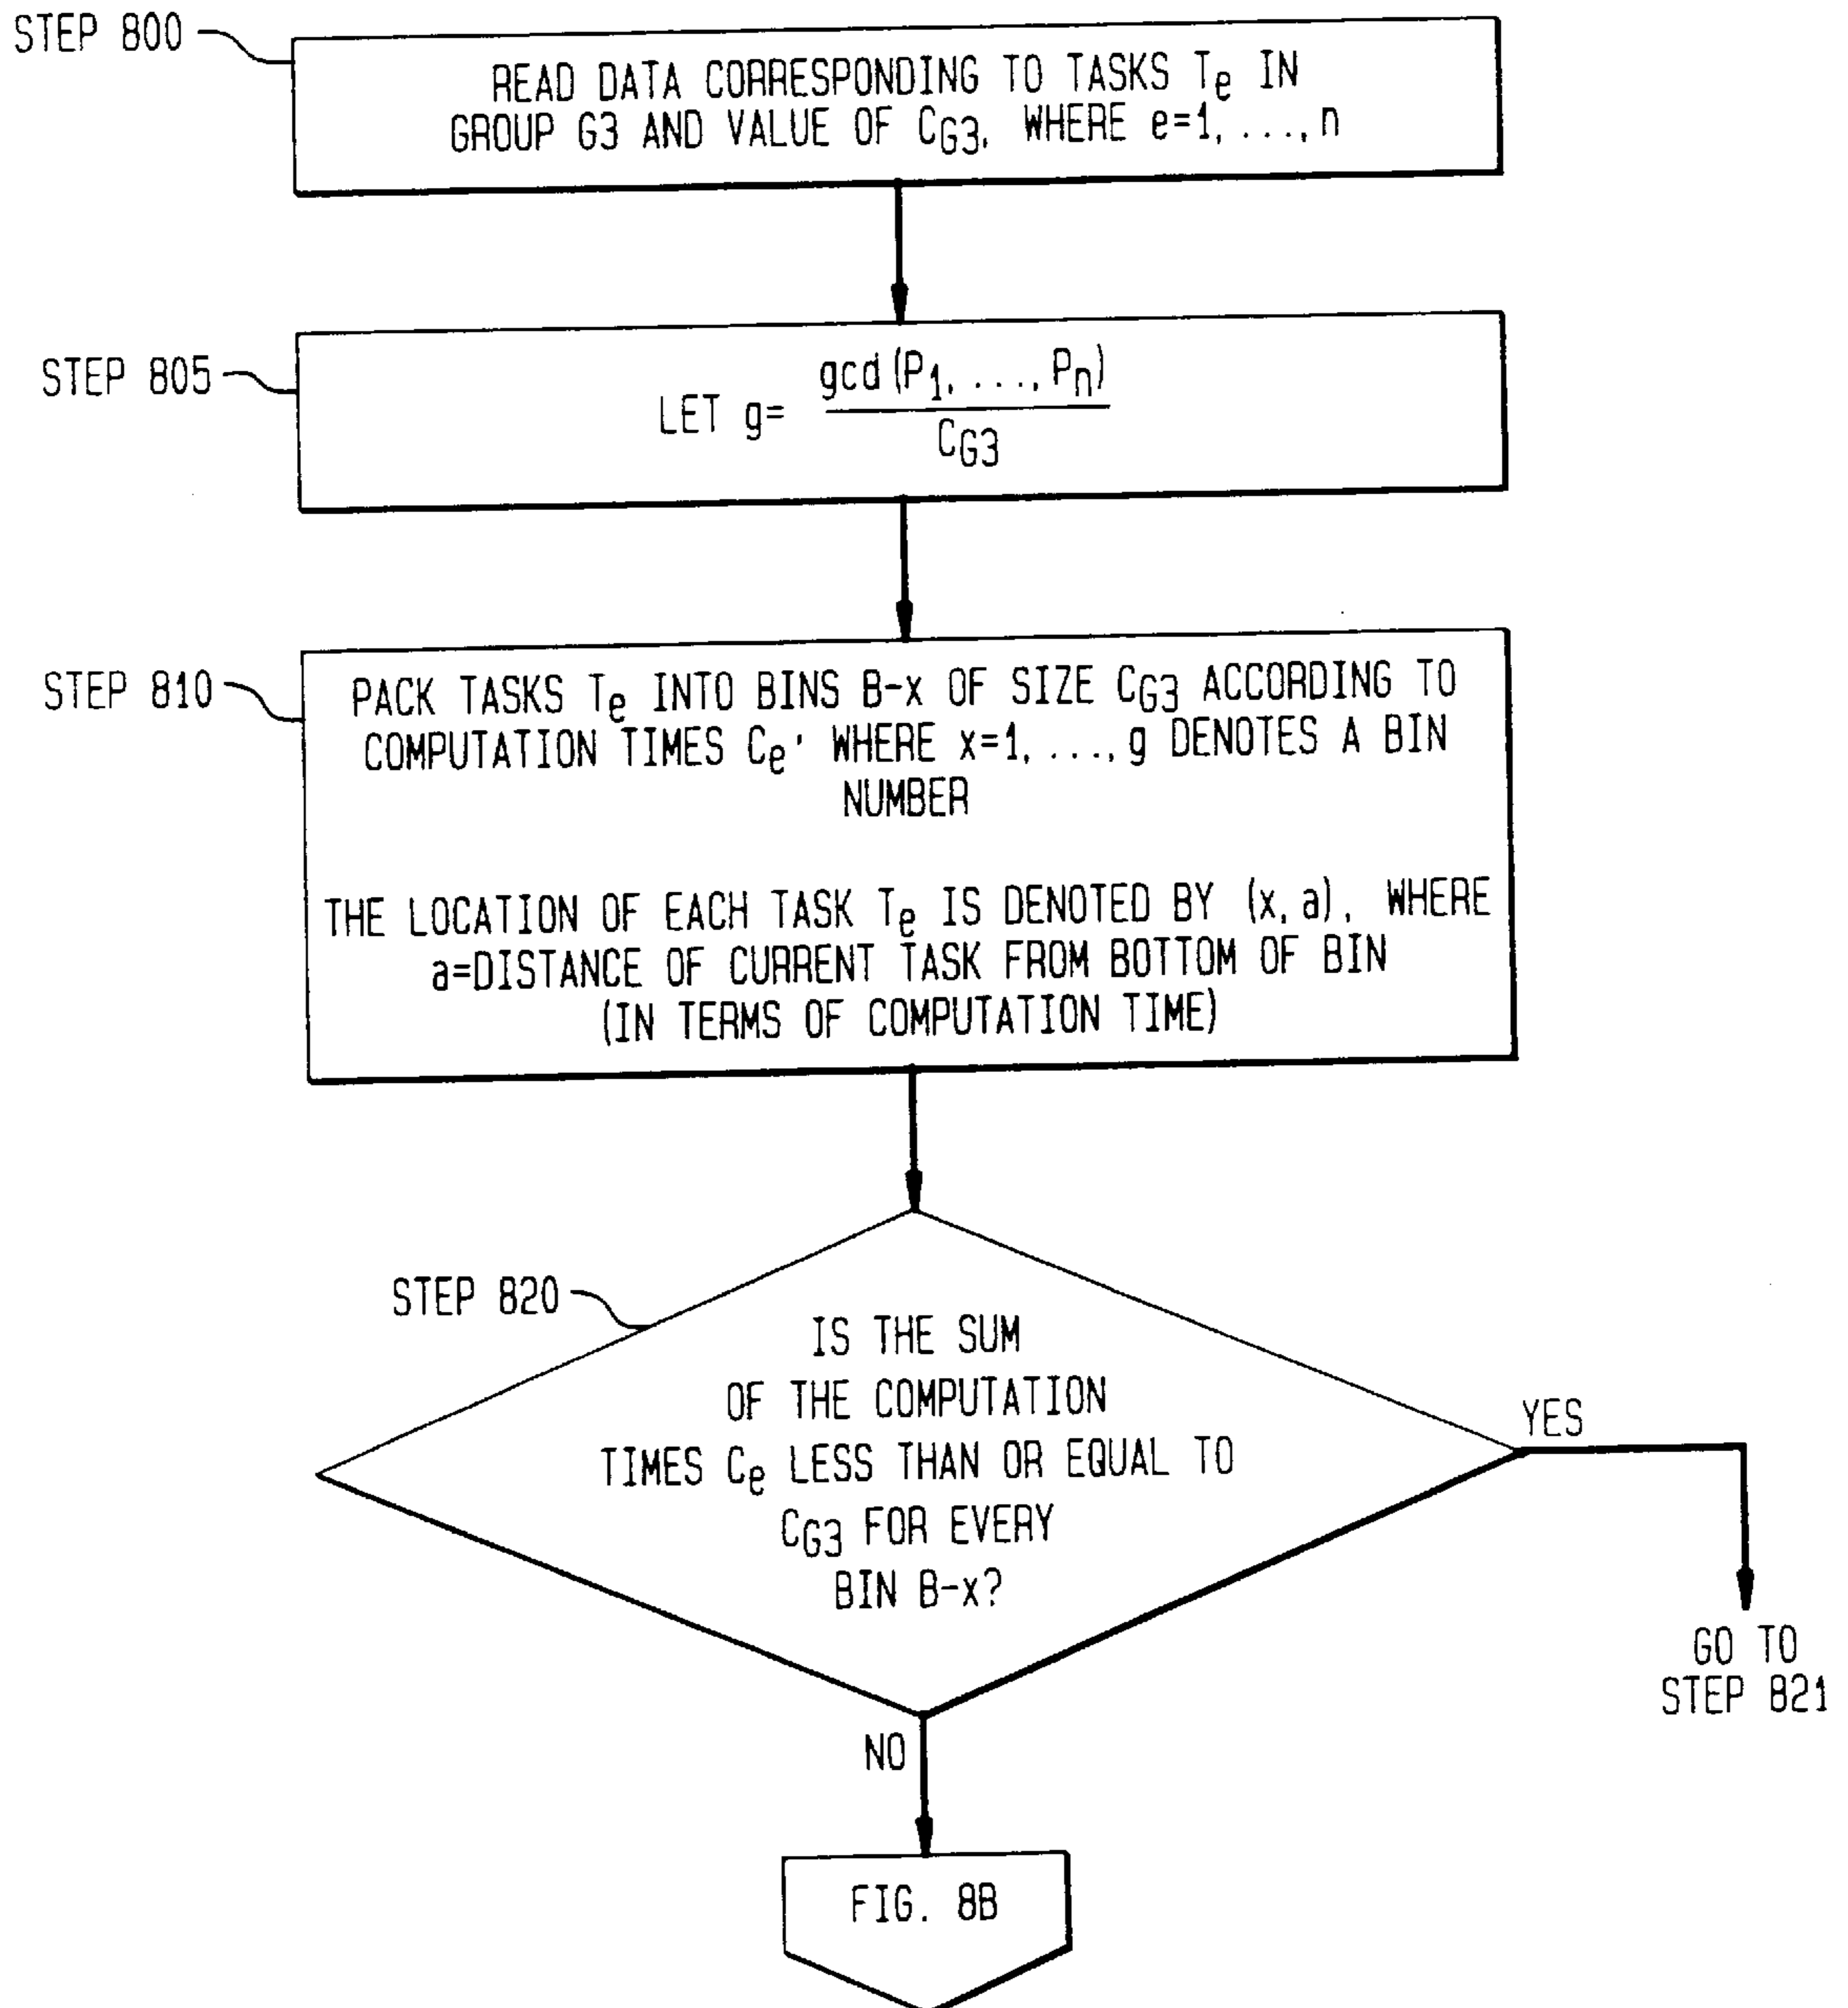 STEP 800
READ DATA CORRESPONDING TO TASKS Te IN
GROUP G3 AND VALUE OF CG3, WHERE e=1, ..., n
STEP 805
LET g= gcd (P1, ..., Pn)
CG3
STEP 810
PACK TASKS Te INTO BINS B-x OF SIZE CG3 ACCORDING TO
COMPUTATION TIMES Ce, WHERE x=1, ..., g DENOTES A BIN
NUMBER
THE LOCATION OF EACH TASK Te IS DENOTED BY (x, a), WHERE
a=DISTANCE OF CURRENT TASK FROM BOTTOM OF BIN
(IN TERMS OF COMPUTATION TIME)
STEP 820
IS THE SUM
OF THE COMPUTATION
TIMES Ce LESS THAN OR EQUAL TO
CG3 FOR EVERY
BIN B-x?
YES
GO TO
STEP 821
NO
FIG. 8B